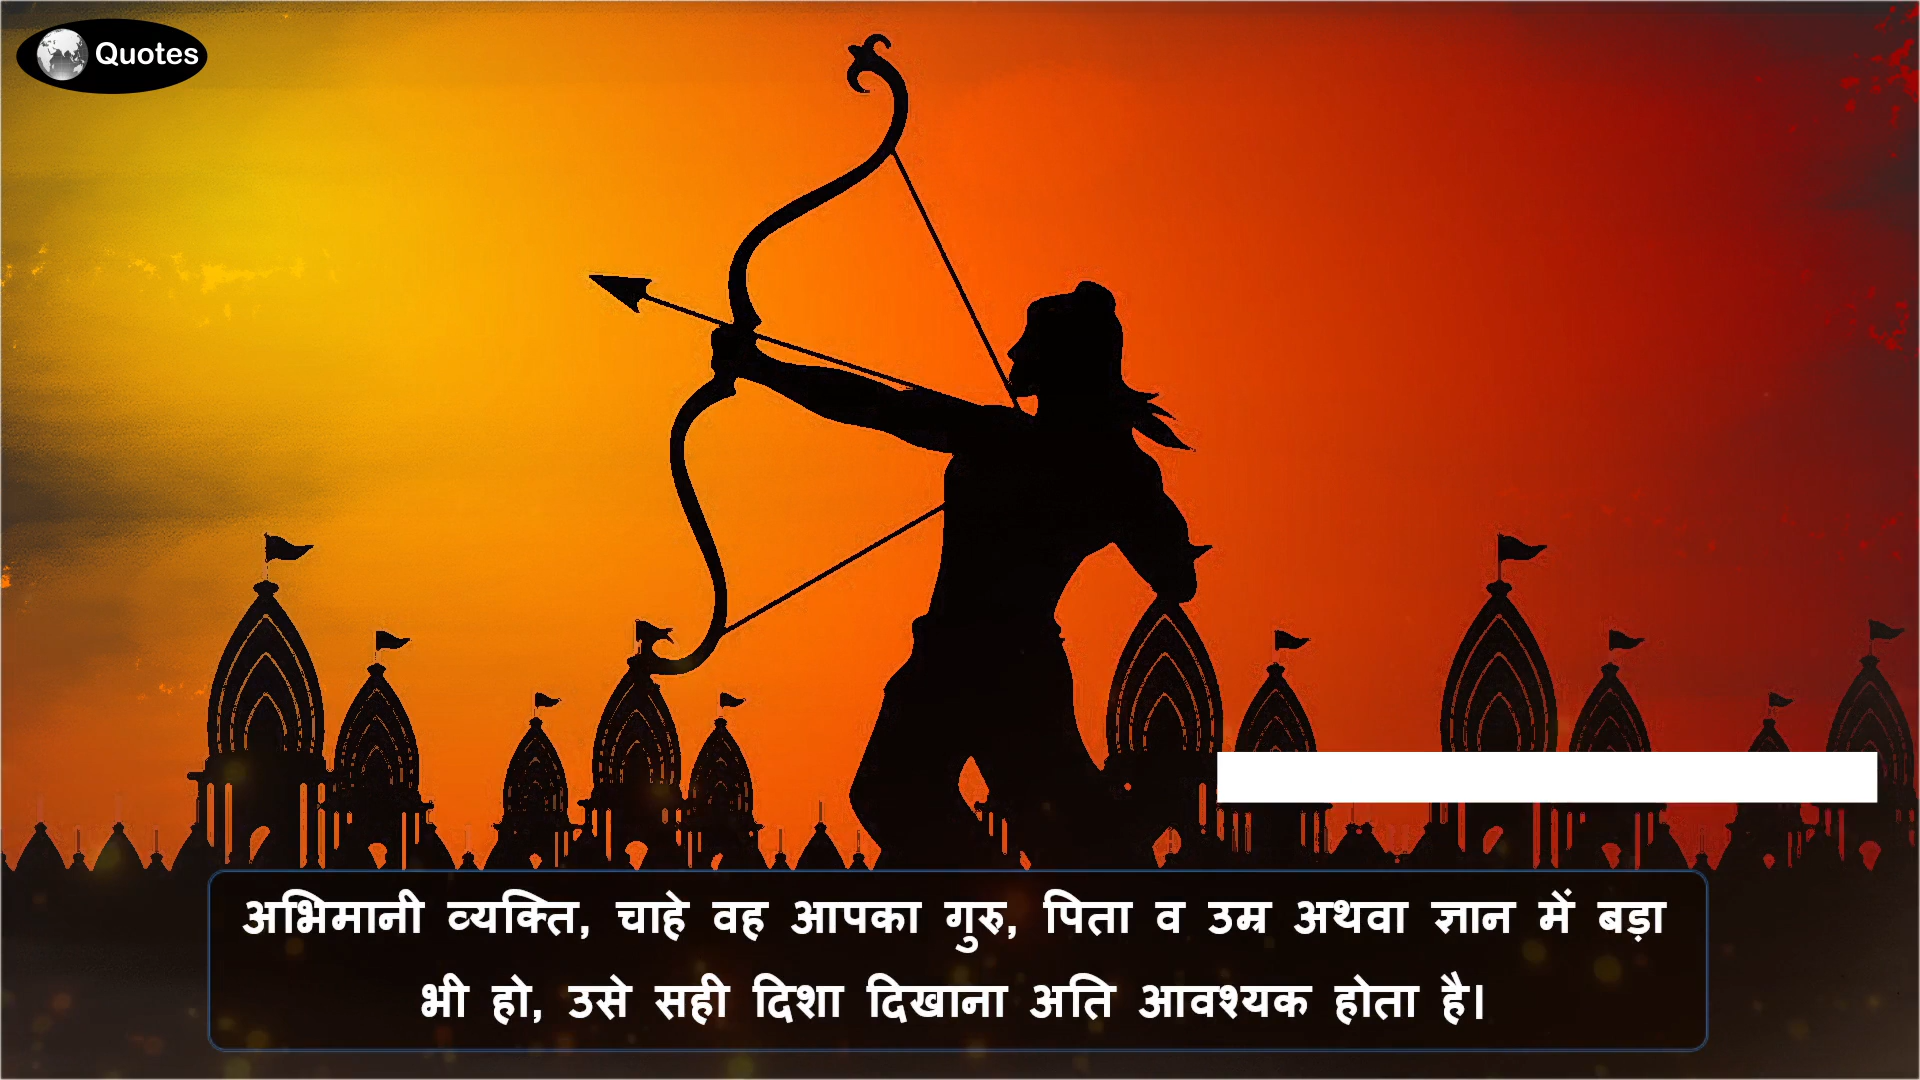 Quotes
अभिमानी व्यक्ति, चाहे वह आपका गुरु, पिता व उम्र अथवा ज्ञान में बड़ा
भी हो, उसे सही दिशा दिखाना अति आवश्यक होता है।